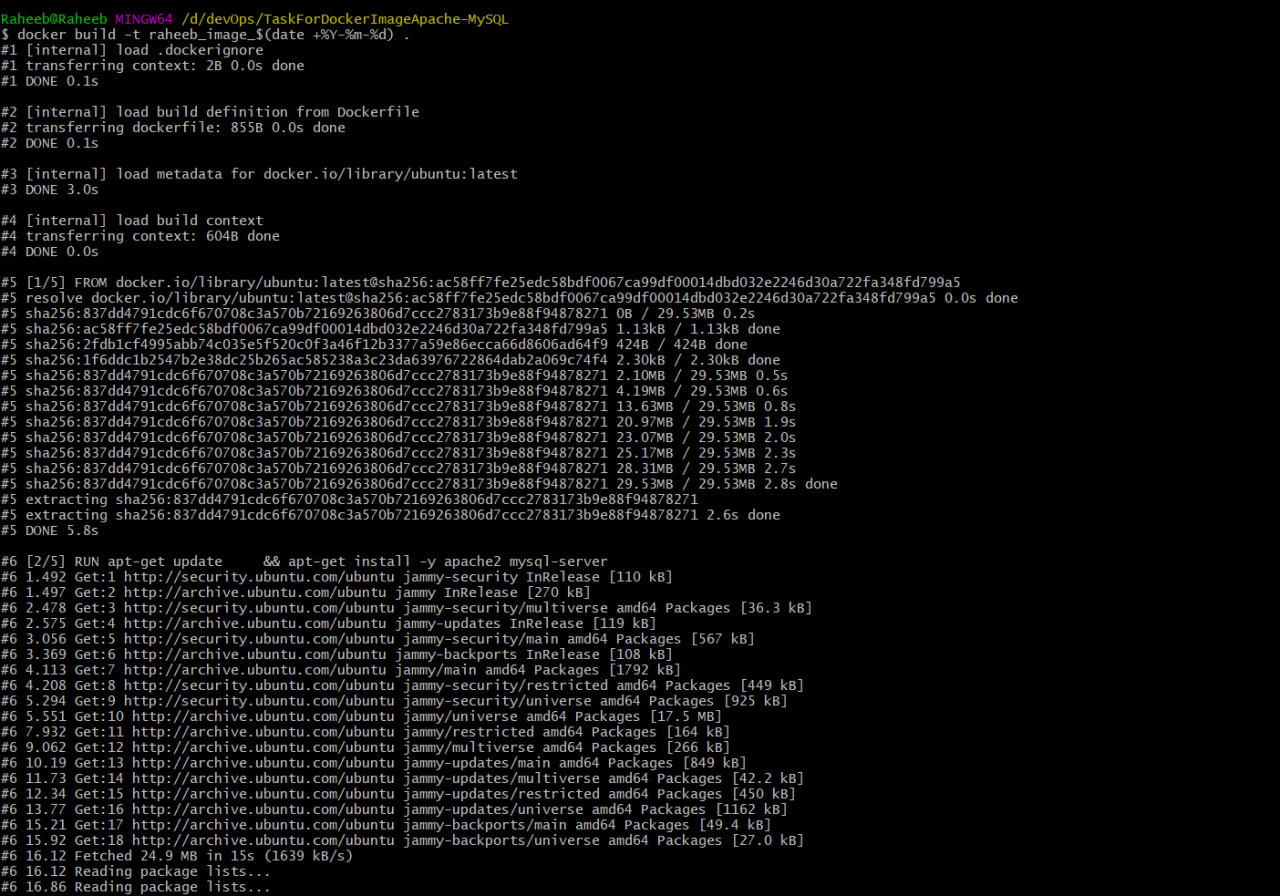 Raheeb@Raheeb MINGW64 /d/devOps/TaskForDockerImageApache-MySQL
$ docker build -t raheeb_image_$(date +%Y-%m-%d) .
#1 [internal] load .dockerignore
#1 transferring context: 2B 0.0s done
#1 DONE 0.1s
#2 [internal] load build definition from Dockerfile
#2 transferring dockerfile: 855B 0.0s done
#2 DONE 0.1s
#3 [internal] load metadata for docker.io/library/ubuntu:latest
#3 DONE 3.0s
#4 [internal] load build context
#4 transferring context: 604B done
#4 DONE 0.0s
#5 [1/5] FROM docker.io/library/ubuntu:latest@sha256:ac58ff7fe25edc58bdf0067ca99df00014dbd032e2246d30a722fa348fd799a5
#5 resolve docker.io/library/ubuntu:latest@sha256:ac58ff7fe25edc58bdf0067ca99df00014dbd032e2246d30a722fa348fd799a5 0.0s done
#5 sha256:837dd4791cdc6f670708c3a570b72169263806d7ccc2783173b9e88f94878271 0B / 29.53MB 0.2s
#5 sha256:ac58ff7fe25edc58bdf0067ca99df00014dbd032e2246d30a722fa348fd799a5 1.13kB / 1.13kB done
#5 sha256:2fdb1cf4995abb74c035e5f520c0f3a46f12b3377a59e86ecca66d8606ad64f9 424B / 424B done
#5 sha256:1f6ddc1b2547b2e38dc25b265ac585238a3c23da63976722864dab2a069c74f4 2.30kB / 2.30kB done
#5 sha256:837dd4791cdc6f670708c3a570b72169263806d7ccc2783173b9e88f94878271 2.10MB / 29.53MB 0.5s
#5 sha256:837dd4791cdc6f670708c3a570b72169263806d7ccc2783173b9e88f94878271 4.19MB / 29.53MB 0.6s
#5 sha256:837dd4791cdc6f670708c3a570b72169263806d7ccc2783173b9e88f94878271 13.63MB / 29.53MB 0.8s
#5 sha256:837dd4791cdc6f670708c3a570b72169263806d7ccc2783173b9e88f94878271 20.97MB / 29.53MB 1.9s
#5 sha256:837dd4791cdc6f670708c3a570b72169263806d7ccc2783173b9e88f94878271 23.07MB / 29.53MB 2.0s
#5 sha256:837dd4791cdc6f670708c3a570b72169263806d7ccc2783173b9e88f94878271 25.17MB / 29.53MB 2.3s
#5 sha256:837dd4791cdc6f670708c3a570b72169263806d7ccc2783173b9e88f94878271 28.31MB / 29.53MB 2.7s
#5 sha256:837dd4791cdc6f670708c3a570b72169263806d7ccc2783173b9e88f94878271 29.53MB / 29.53MB 2.8s done
#5 extracting sha256:837dd4791cdc6f670708c3a570b72169263806d7ccc2783173b9e88f94878271
#5 extracting sha256:837dd4791cdc6f670708c3a570b72169263806d7ccc2783173b9e88f94878271 2.6s done
#5 DONE 5.8s
#6 [2/5] RUN apt-get update     && apt-get install -y apache2 mysql-server
#6 1.492 Get:1 http://security.ubuntu.com/ubuntu jammy-security InRelease [110 kB]
#6 1.497 Get:2 http://archive.ubuntu.com/ubuntu jammy InRelease [270 kB]
#6 2.478 Get:3 http://security.ubuntu.com/ubuntu jammy-security/multiverse amd64 Packages [36.3 kB]
#6 2.575 Get:4 http://archive.ubuntu.com/ubuntu jammy-updates InRelease [119 kB]
#6 3.056 Get:5 http://security.ubuntu.com/ubuntu jammy-security/main amd64 Packages [567 kB]
#6 3.369 Get:6 http://archive.ubuntu.com/ubuntu jammy-backports InRelease [108 kB]
#6 4.113 Get:7 http://archive.ubuntu.com/ubuntu jammy/main amd64 Packages [1792 kB]
#6 4.208 Get:8 http://security.ubuntu.com/ubuntu jammy-security/restricted amd64 Packages [449 kB]
#6 5.294 Get:9 http://security.ubuntu.com/ubuntu jammy-security/universe amd64 Packages [925 kB]
#6 5.551 Get:10 http://archive.ubuntu.com/ubuntu jammy/universe amd64 Packages [17.5 MB]
#6 7.932 Get:11 http://archive.ubuntu.com/ubuntu jammy/restricted amd64 Packages [164 kB]
#6 9.062 Get:12 http://archive.ubuntu.com/ubuntu jammy/multiverse amd64 Packages [266 kB]
#6 10.19 Get:13 http://archive.ubuntu.com/ubuntu jammy-updates/main amd64 Packages [849 kB]
#6 11.73 Get:14 http://archive.ubuntu.com/ubuntu jammy-updates/multiverse amd64 Packages [42.2 kB]
#6 12.34 Get:15 http://archive.ubuntu.com/ubuntu jammy-updates/restricted amd64 Packages [450 kB]
#6 13.77 Get:16 http://archive.ubuntu.com/ubuntu jammy-updates/universe amd64 Packages [1162 kB]
#6 15.21 Get:17 http://archive.ubuntu.com/ubuntu jammy-backports/main amd64 Packages [49.4 kB]
#6 15.92 Get:18 http://archive.ubuntu.com/ubuntu jammy-backports/universe amd64 Packages [27.0 kB]
#6 16.12 Fetched 24.9 MB in 15s (1639 kB/s)
#6 16.12 Reading package lists...
#6 16.86 Reading package lists...